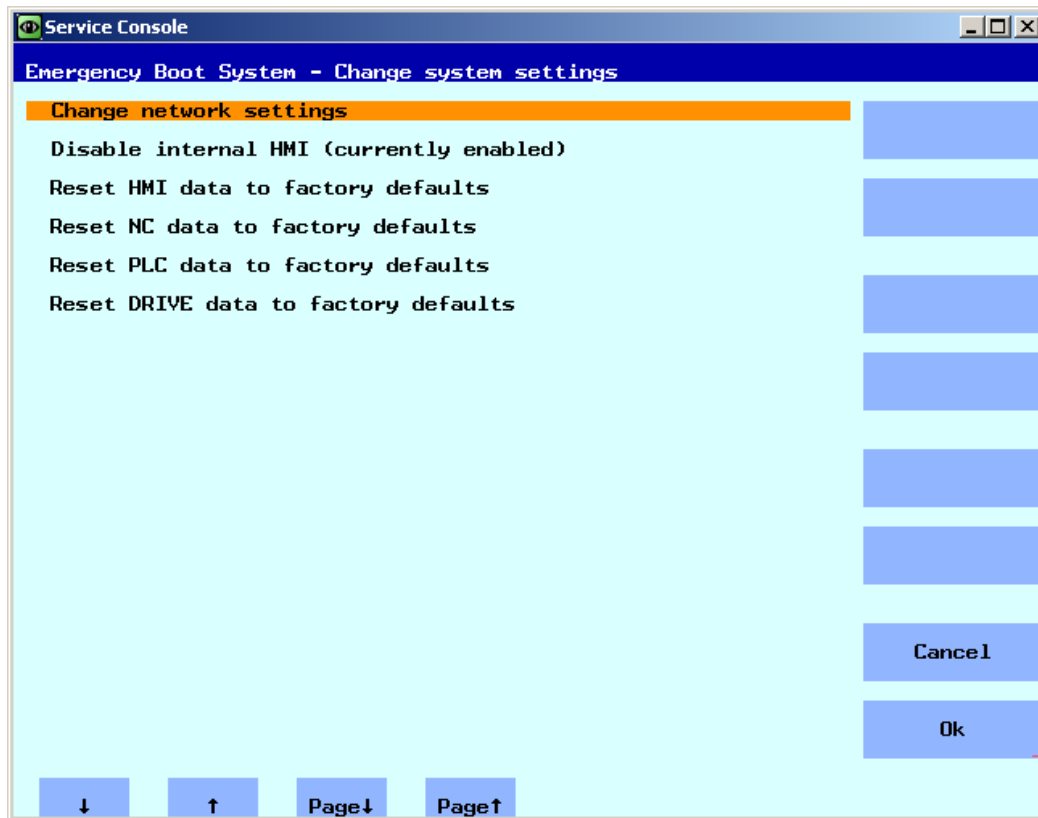 Service Console
Emergency Boot System - Change system settings
Change network settings
Disable internal HMI (currently enabled)
Reset HMI data to factory defaults
Reset NC data to factory defaults
Reset PLC data to factory defaults
Reset DRIVE data to factory defaults
Cancel
Ok
↓ ↑ Page↓ Page↑